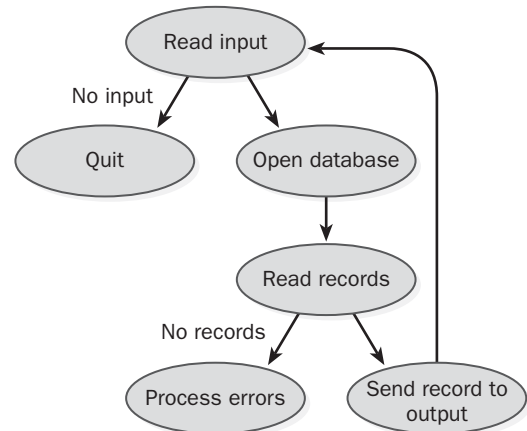 Read input
No input
Quit
Open database
Read records
No records
Process errors
Send record to
output